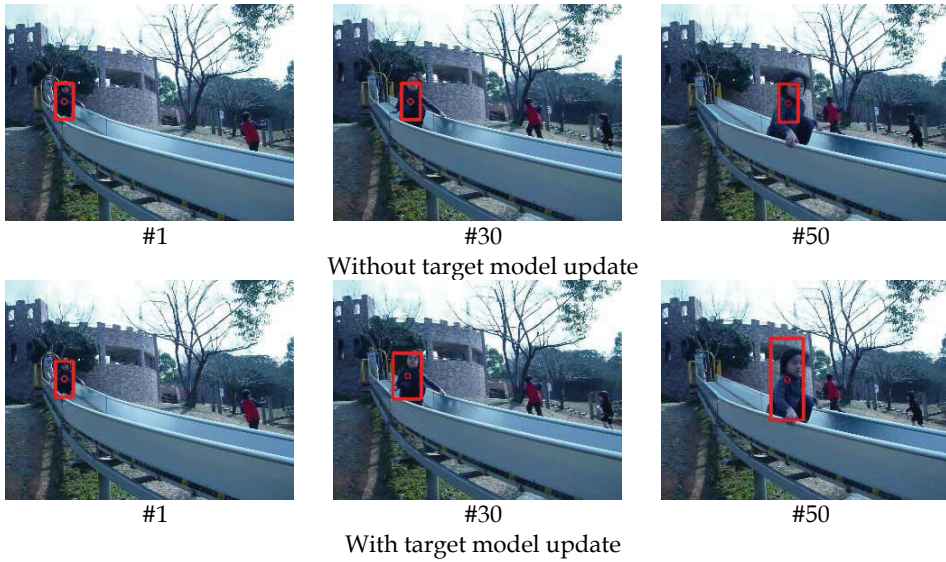 #1 #30 #50
Without target model update
#1 #30 #50
With target model update